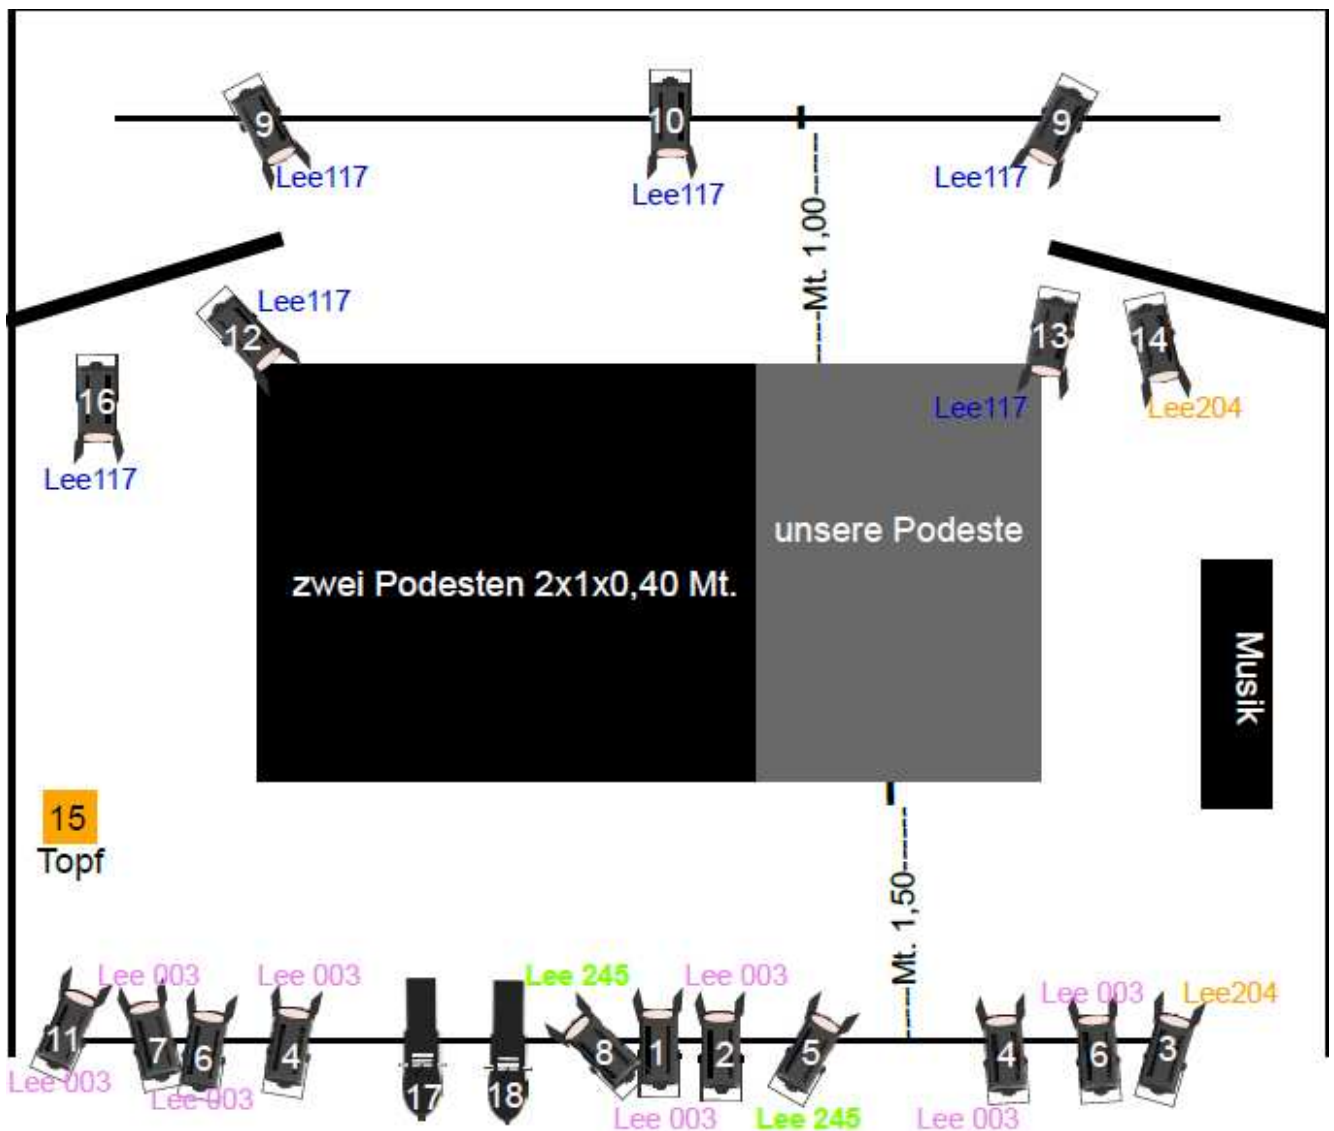 9
10
9
Lee117
Lee117
Lee117
-----Mt. 1,00------
Lee117
12
13
14
16
Lee117
Lee204
Lee117
unsere Podeste
zwei Podesten 2x1x0,40 Mt.
Musik
15
Topf
-----Mt. 1,50------
Lee 003
Lee 003
Lee 245
Lee 003
Lee 003
Lee204
11
7
6
4
17
18
8
1
2
5
4
6
3
Lee 003
Lee 003
Lee 003
Lee 245
Lee 003